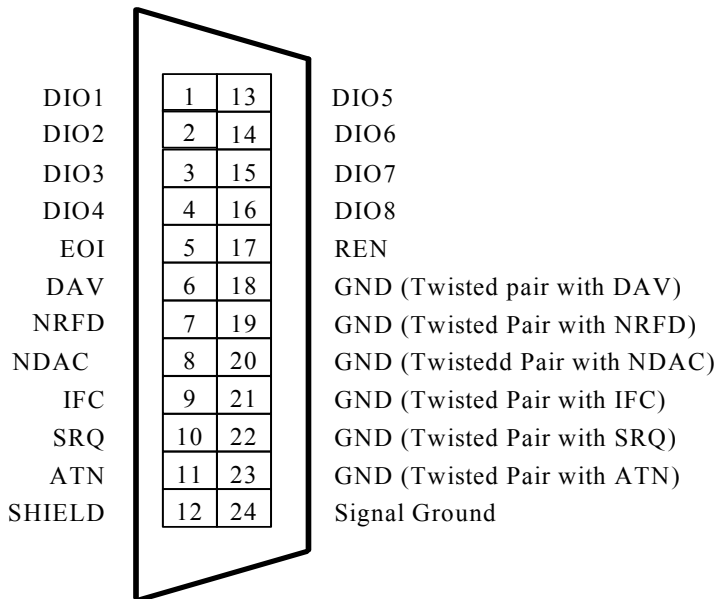 DIO1 1 13 DIO5
DIO2 2 14 DIO6
DIO3 3 15 DIO7
DIO4 4 16 DIO8
EOI 5 17 REN
DAV 6 18 GND (Twisted pair with DAV)
NRFD 7 19 GND (Twisted Pair with NRFD)
NDAC 8 20 GND (Twistedd Pair with NDAC)
IFC 9 21 GND (Twisted Pair with IFC)
SRQ 10 22 GND (Twisted Pair with SRQ)
ATN 11 23 GND (Twisted Pair with ATN)
SHIELD 12 24 Signal Ground